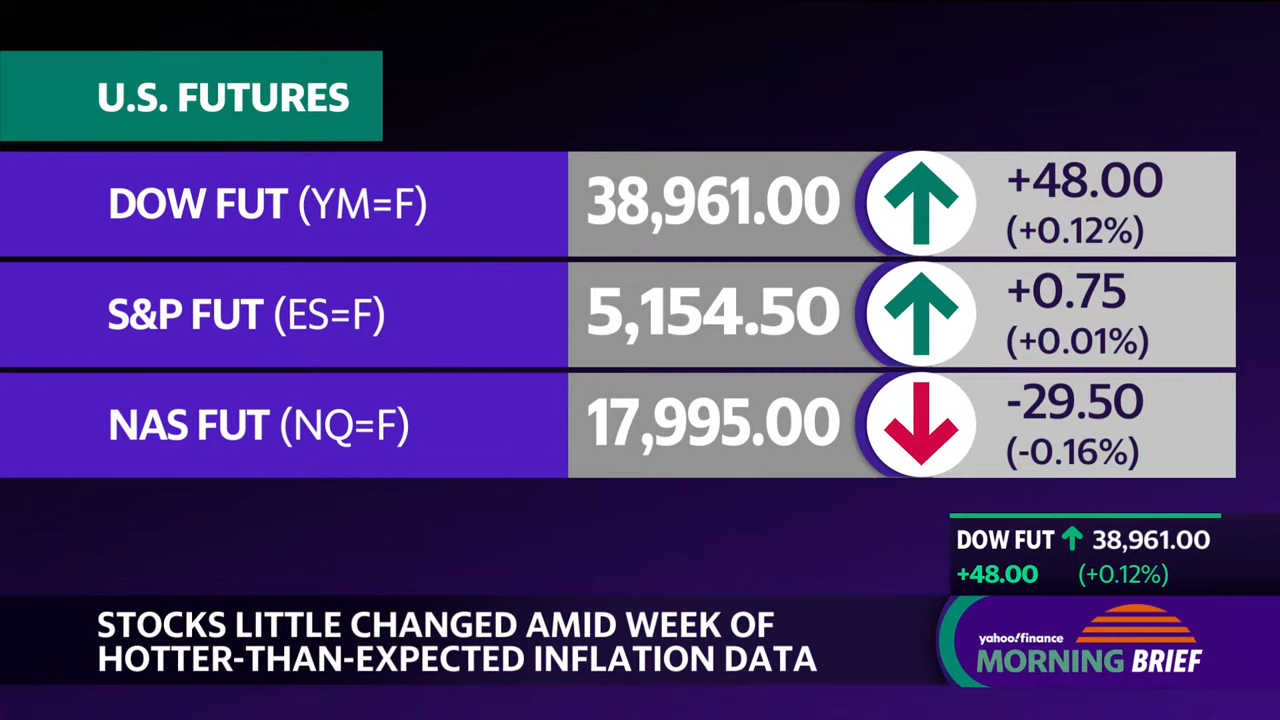 U.S. FUTURES
DOW FUT (YM=F) 38,961.00 +48.00
(+0.12%)
S&P FUT (ES=F) 5,154.50 +0.75
(+0.01%)
NAS FUT (NQ=F) 17,995.00 -29.50
(-0.16%)
DOW FUT 38,961.00
+48.00 (+0.12%)
STOCKS LITTLE CHANGED AMID WEEK OF
HOTTER-THAN-EXPECTED INFLATION DATA
yahoo!finance
MORNING BRIEF